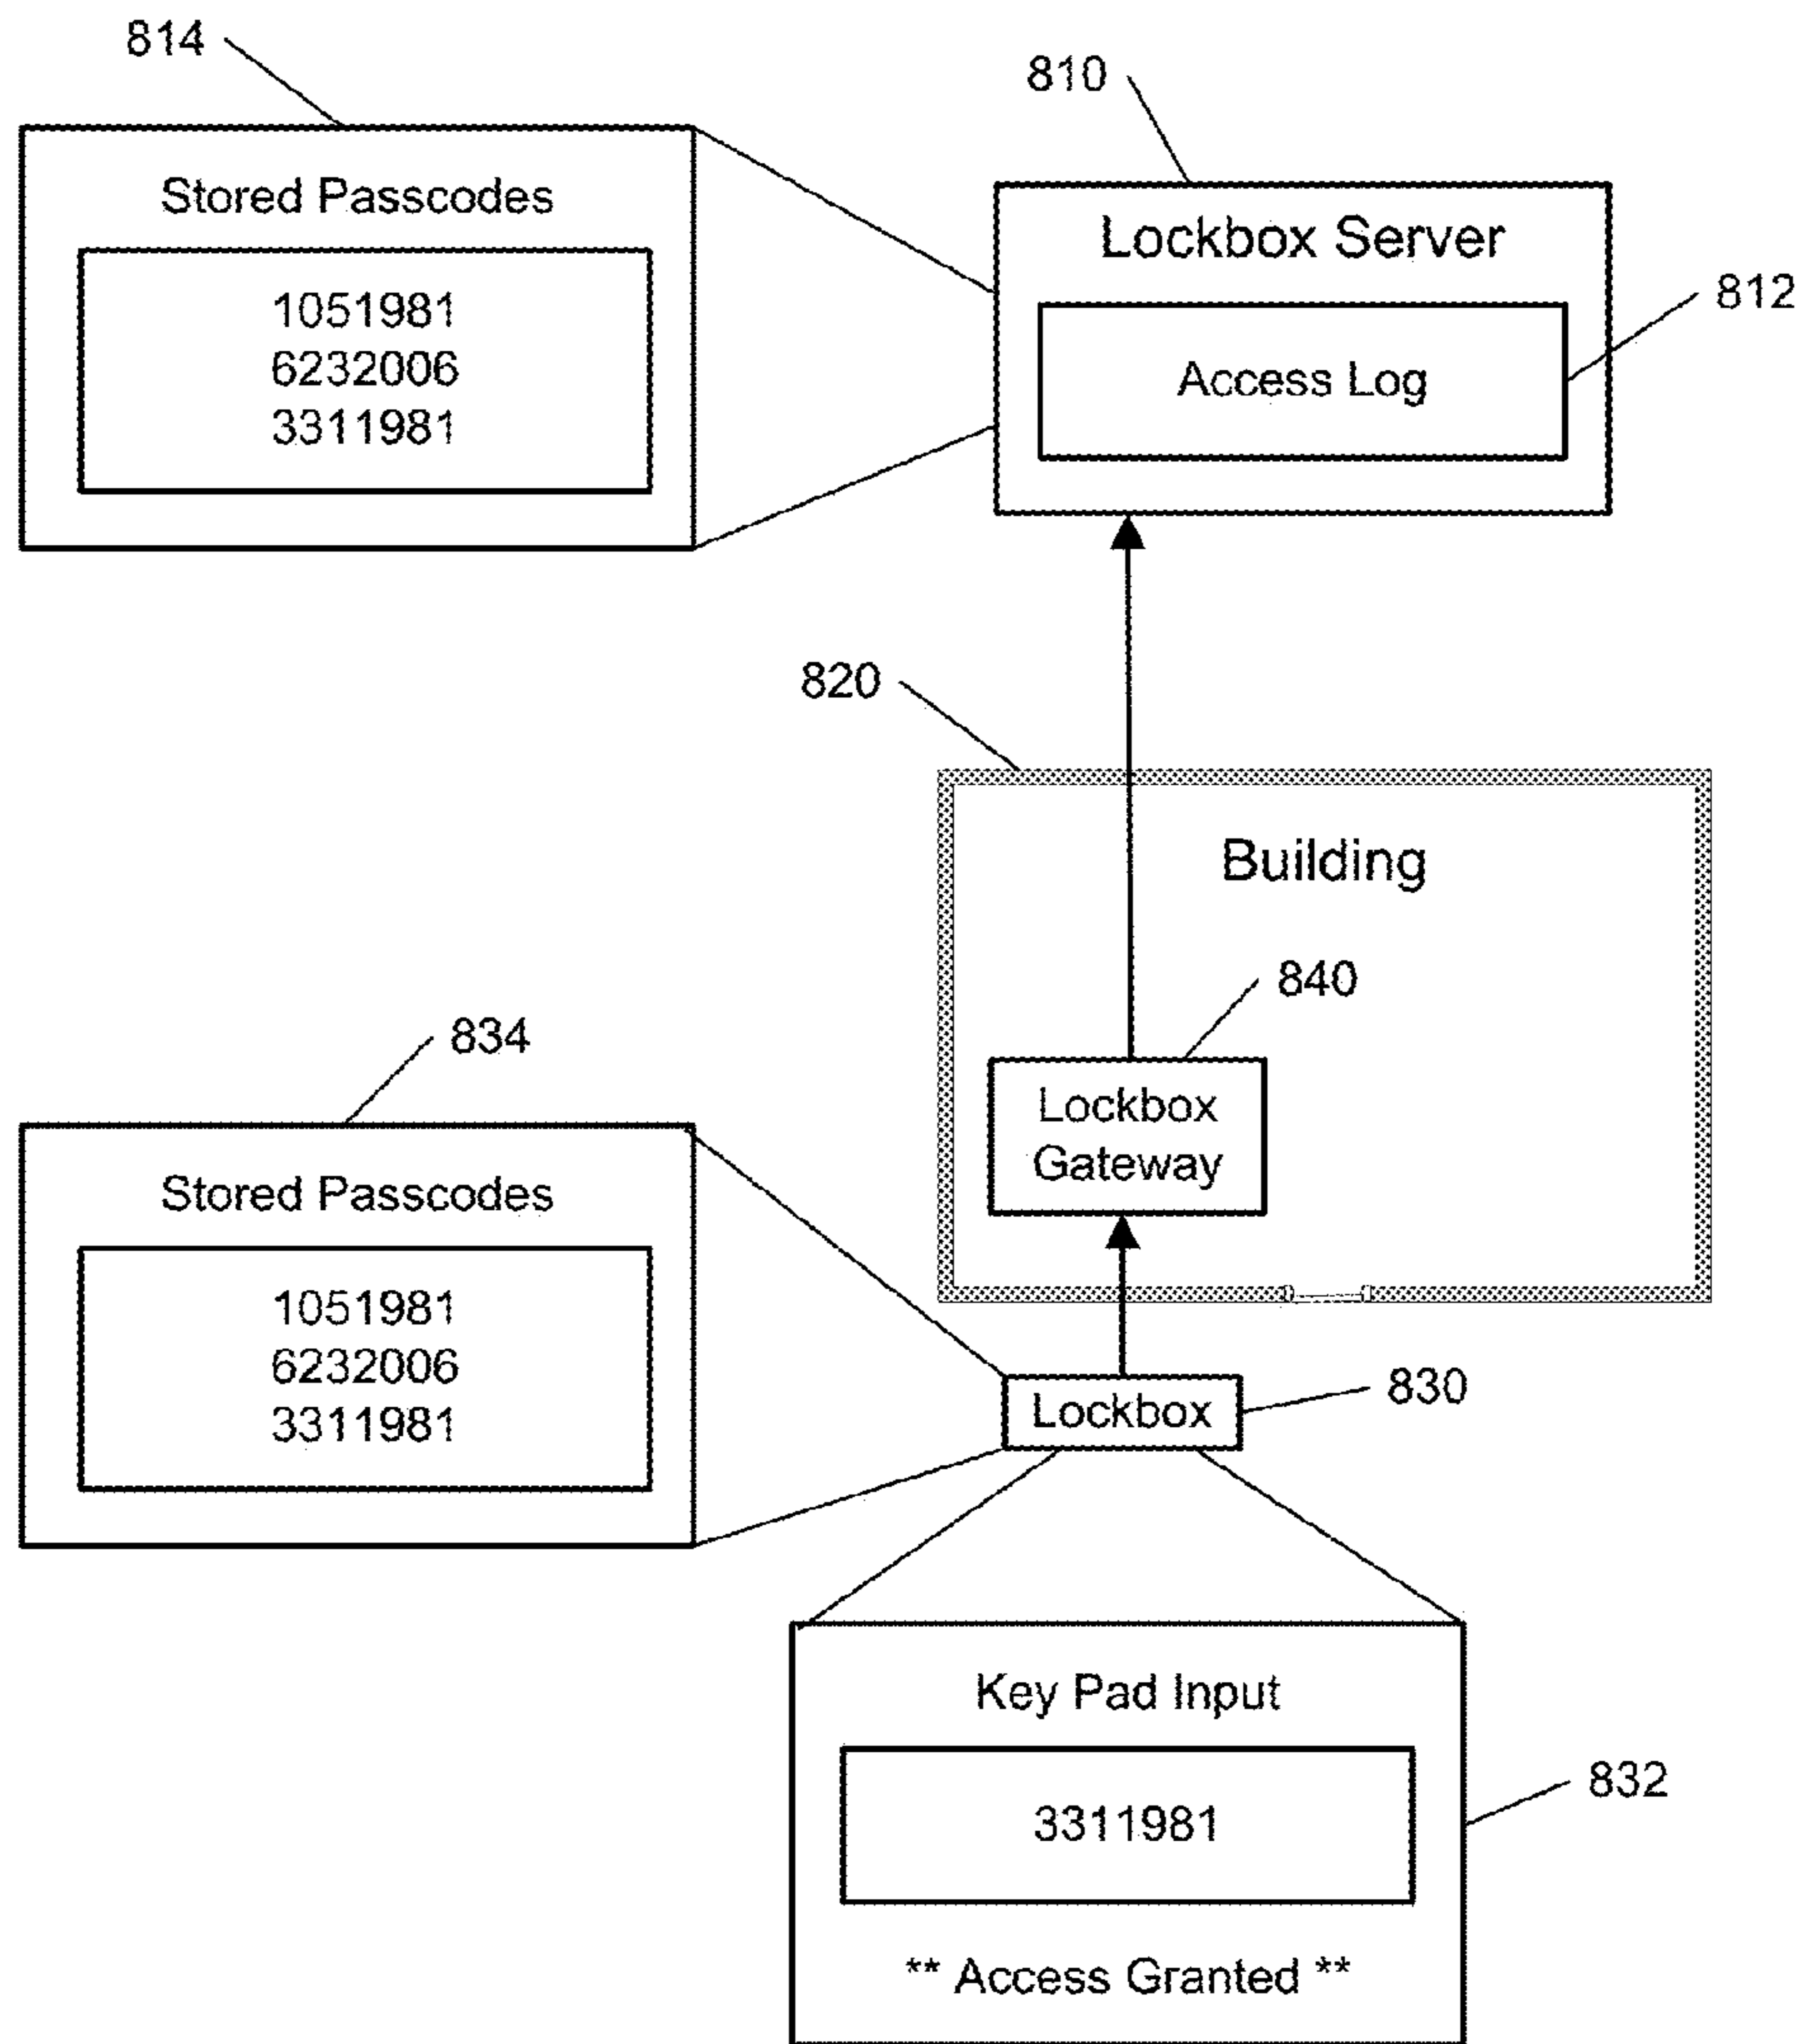 814
810
Stored Passcodes
1051981
6232006
3311981
Lockbox Server
812
Access Log
820
Building
840
Lockbox
Gateway
834
Stored Passcodes
1051981
6232006
3311981
830
Lockbox
Key Pad Input
832
3311981
** Access Granted **